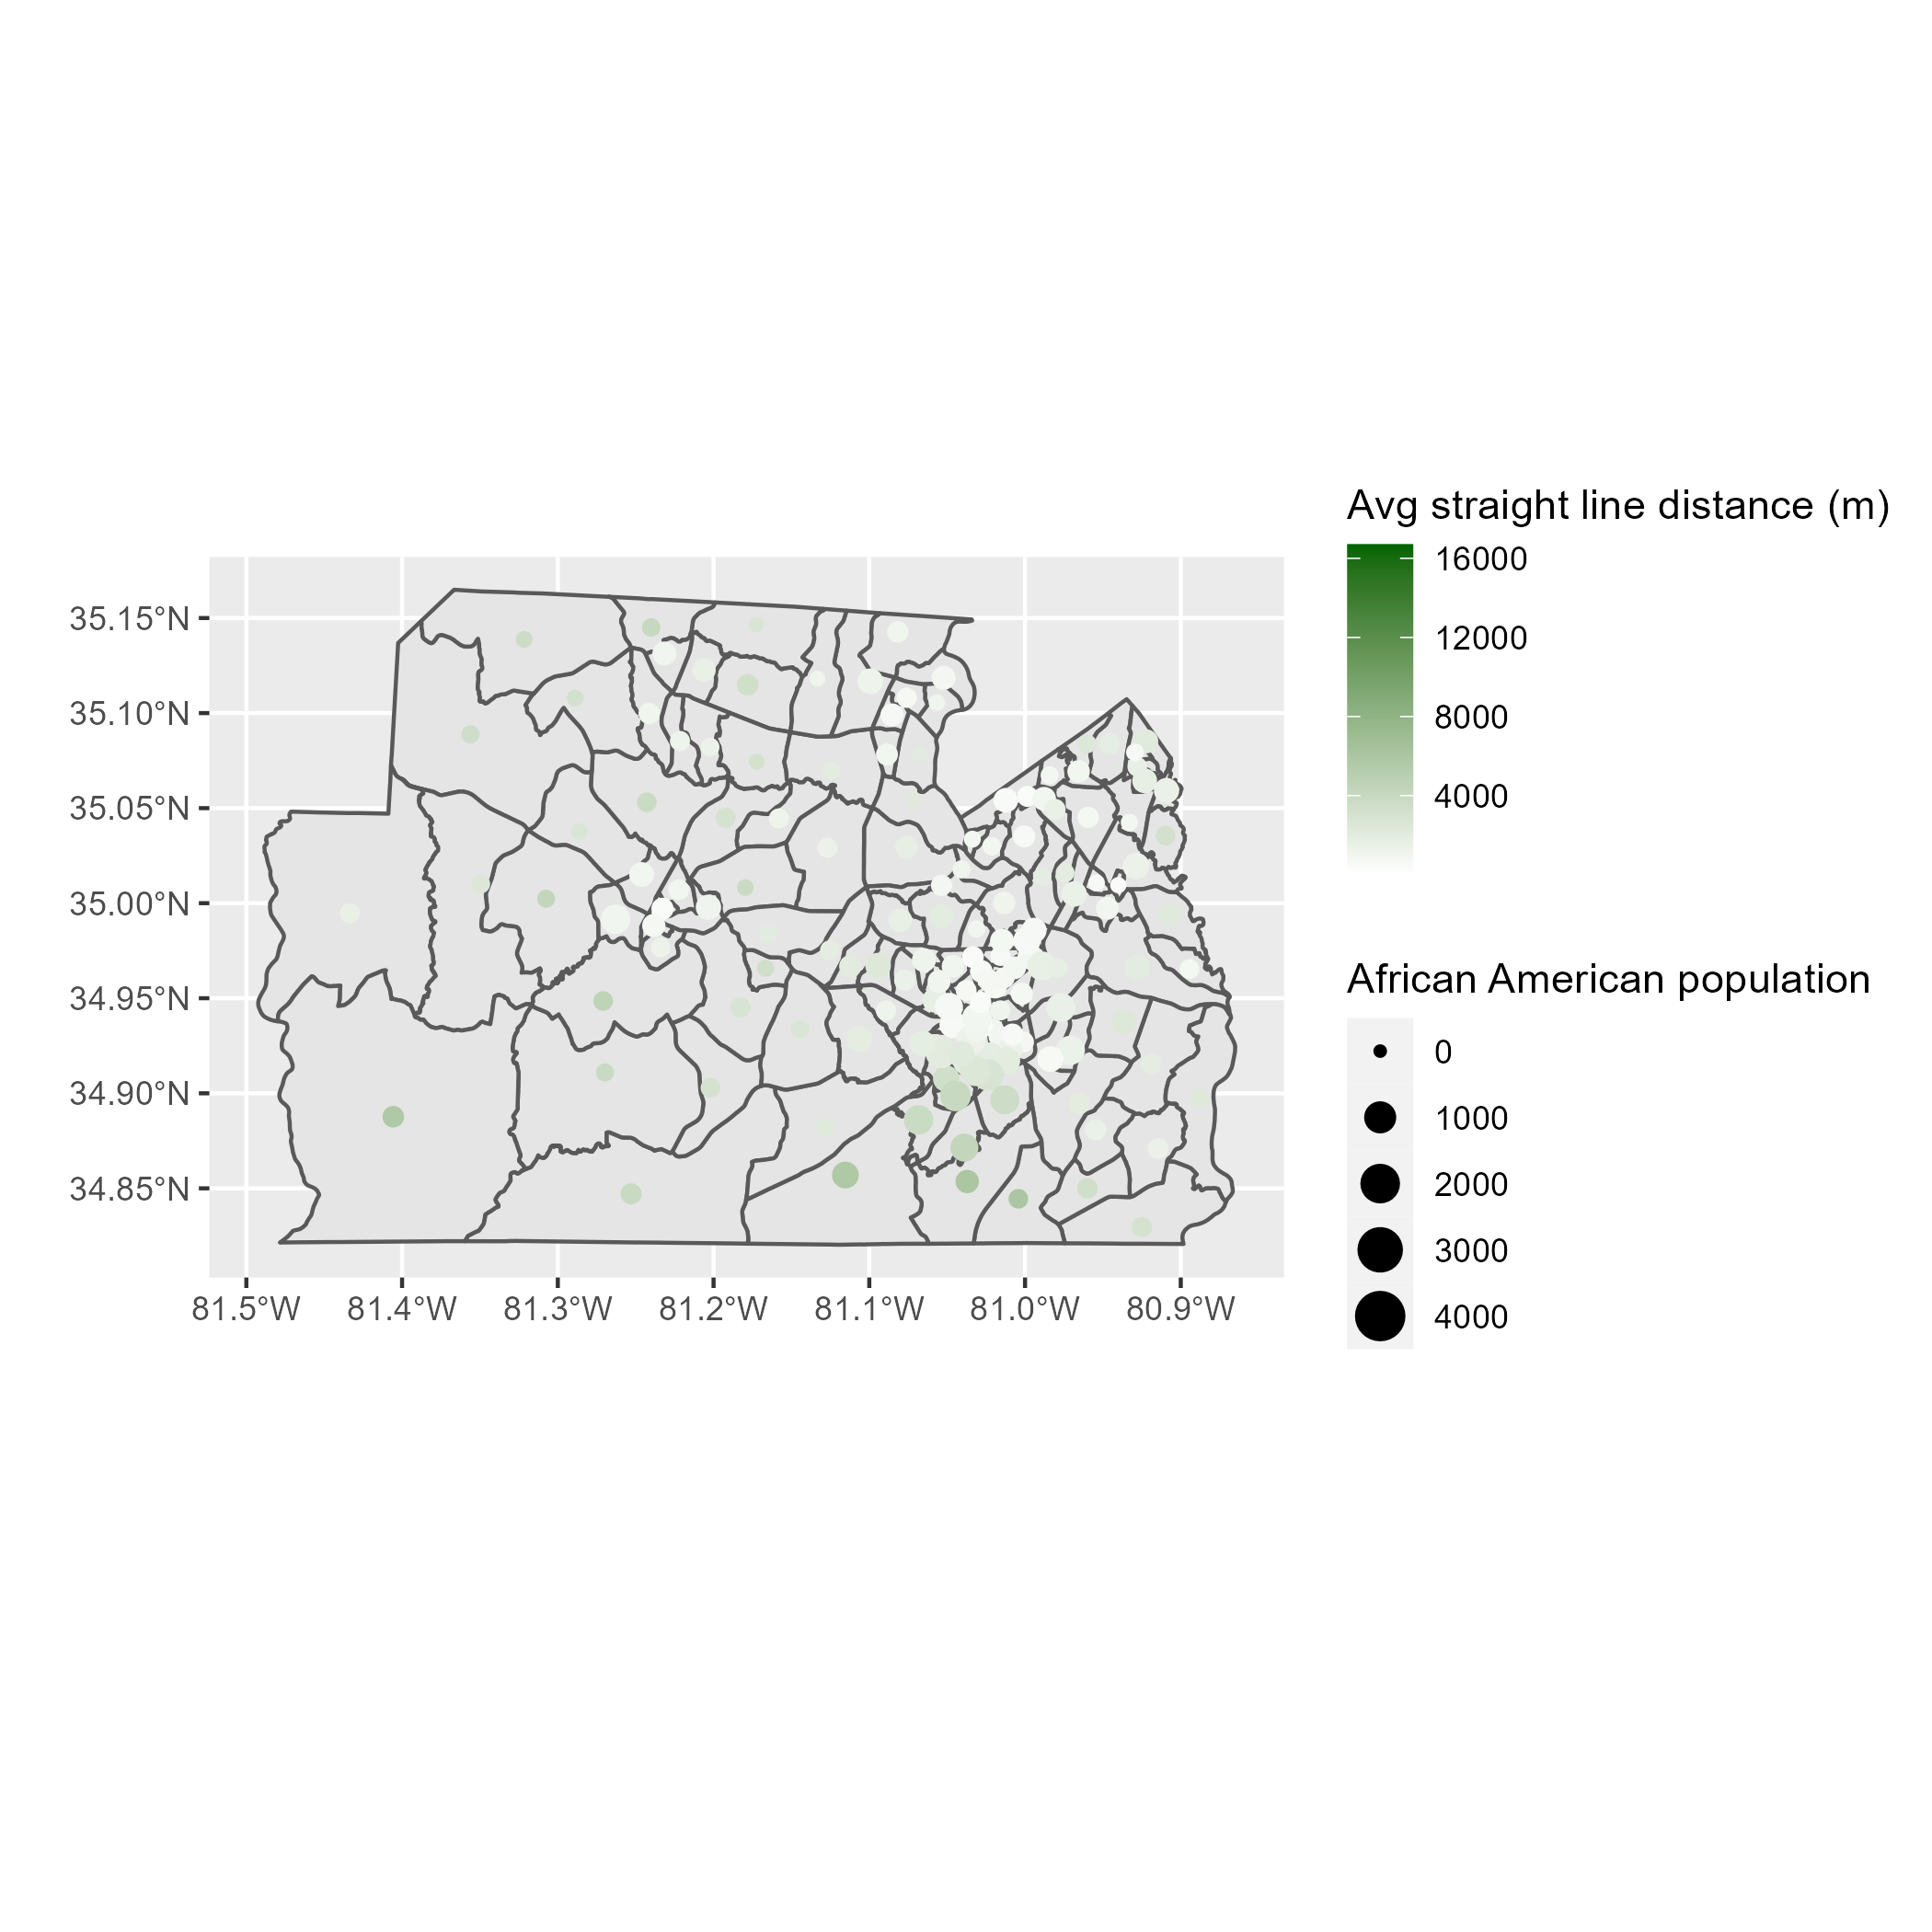 Avg straight line distance (m)
16000
12000
8000
4000
African American population
0
1000
2000
3000
4000
35.15°N
35.10°N
35.05°N
35.00°N
34.95°N
34.90°N
34.85°N
81.5°W 81.4°W 81.3°W 81.2°W 81.1°W 81.0°W 80.9°W